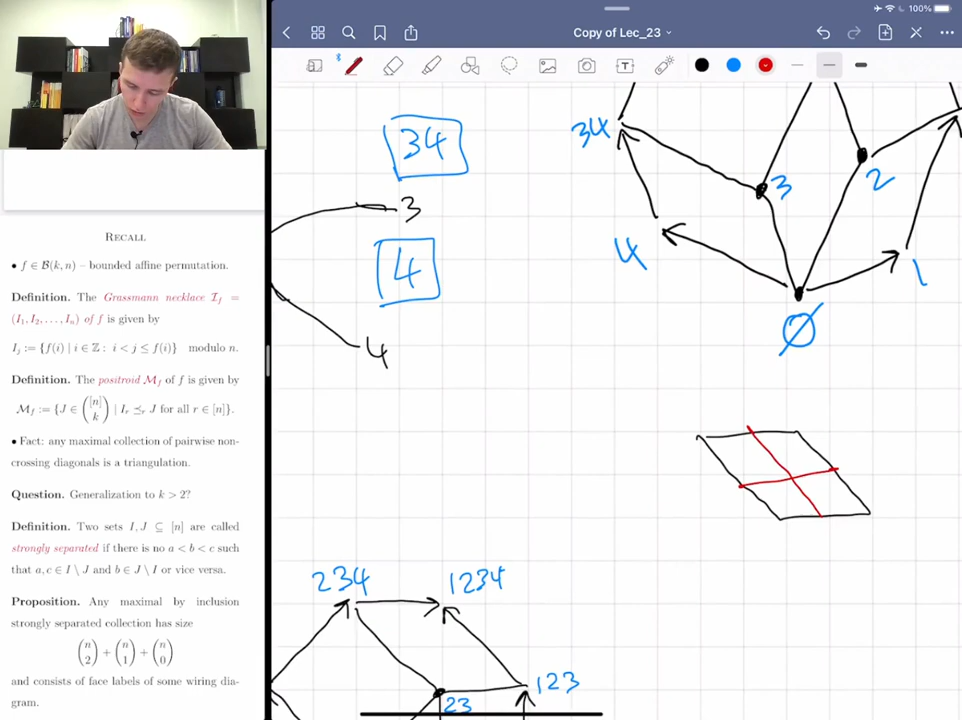 100%
Copy of Lec_23
RECALL
• f ∈ B(k, n) – bounded affine permutation.
Definition. The Grassmann necklace I_f =
(I_1, I_2, . . . , I_n) of f is given by
I_j := {f(i) | i ∈ Z : i < j ≤ f(i)} modulo n.
Definition. The positroid M_f of f is given by
M_f := {J ∈ ([n] k) | I_r ⪯_r J for all r ∈ [n]}.
• Fact: any maximal collection of pairwise non-
crossing diagonals is a triangulation.
Question. Generalization to k > 2?
Definition. Two sets I, J ⊆ [n] are called
strongly separated if there is no a < b < c such
that a, c ∈ I \ J and b ∈ J \ I or vice versa.
Proposition. Any maximal by inclusion
strongly separated collection has size
(n 2) + (n 1) + (n 0)
and consists of face labels of some wiring dia-
gram.
34
3
4
4
34
3
2
4
1
∅
234
1234
123
23